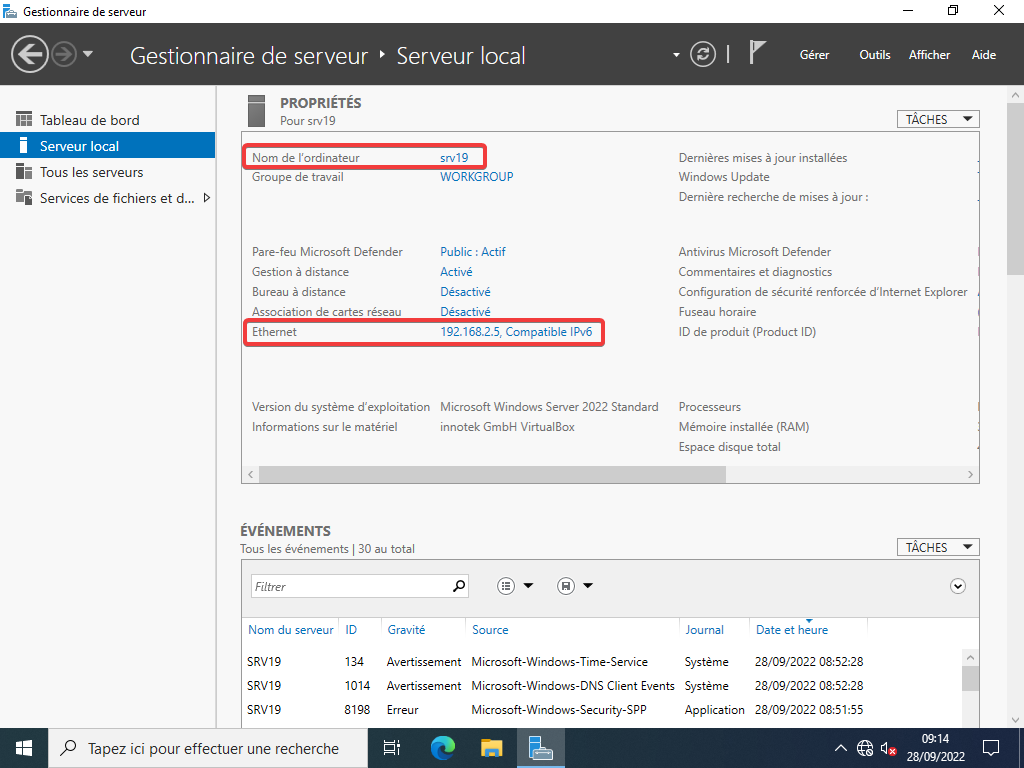 Gestionnaire de serveur
Gestionnaire de serveur ‣ Serveur local
Gérer Outils Afficher Aide
Tableau de bord
Serveur local
Tous les serveurs
Services de fichiers et d...
PROPRIÉTÉS
Pour srv19
TÂCHES
Nom de l'ordinateur srv19 Dernières mises à jour installées
Groupe de travail WORKGROUP Windows Update
Dernière recherche de mises à jour :
Pare-feu Microsoft Defender Public : Actif Antivirus Microsoft Defender
Gestion à distance Activé Commentaires et diagnostics
Bureau à distance Désactivé Configuration de sécurité renforcée d'Internet Explorer
Association de cartes réseau Désactivé Fuseau horaire
Ethernet 192.168.2.5, Compatible IPv6 ID de produit (Product ID)
Version du système d'exploitation Microsoft Windows Server 2022 Standard Processeurs
Informations sur le matériel innotek GmbH VirtualBox Mémoire installée (RAM)
Espace disque total
ÉVÉNEMENTS
Tous les événements | 30 au total
TÂCHES
Filtrer
Nom du serveur ID Gravité Source Journal Date et heure
SRV19 134 Avertissement Microsoft-Windows-Time-Service Système 28/09/2022 08:52:28
SRV19 1014 Avertissement Microsoft-Windows-DNS Client Events Système 28/09/2022 08:52:28
SRV19 8198 Erreur Microsoft-Windows-Security-SPP Application 28/09/2022 08:51:55
Tapez ici pour effectuer une recherche
09:14
28/09/2022